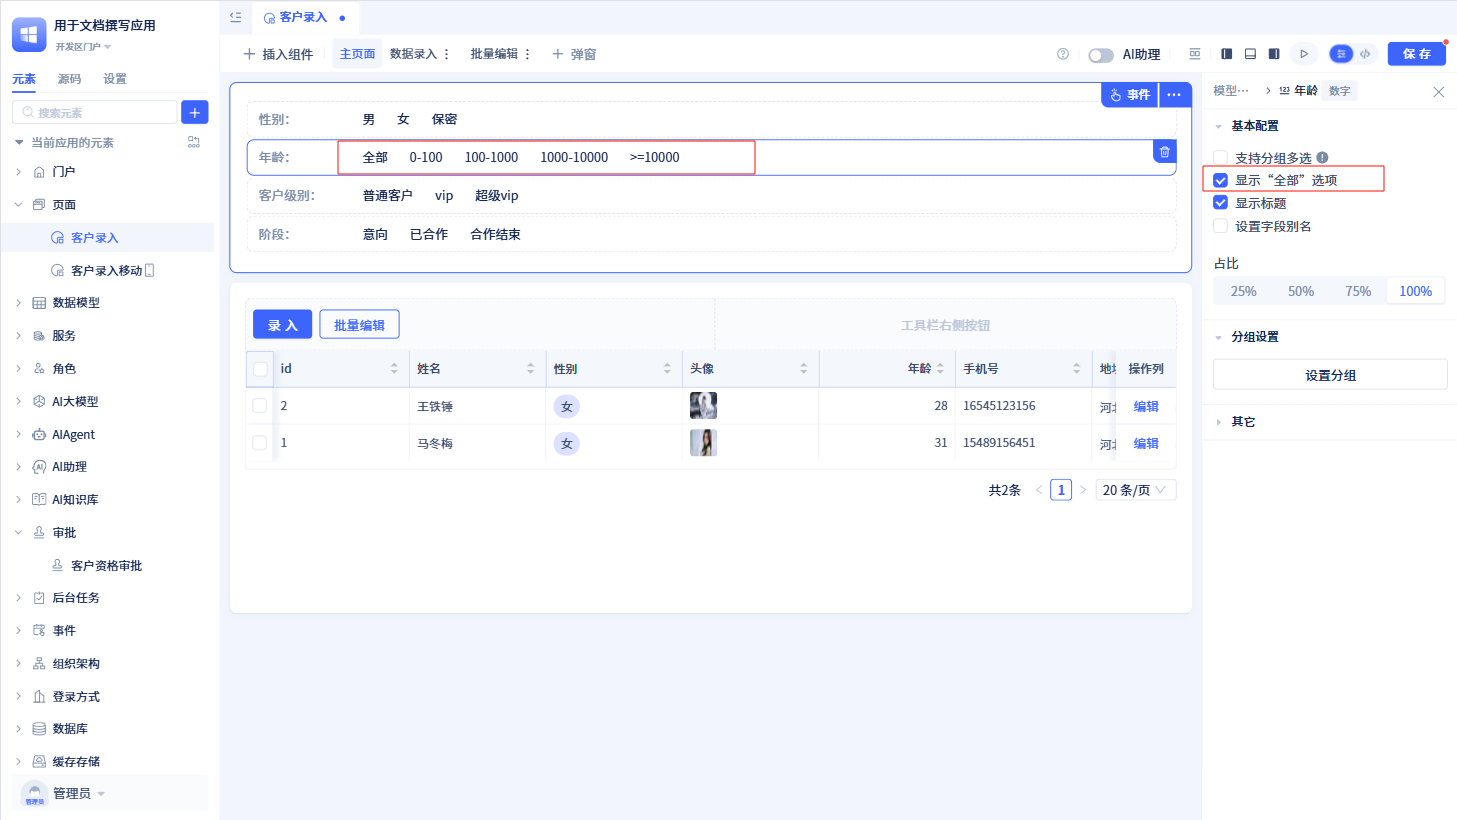 用于文档撰写应用
开发区门户
元素 源码 设置
搜索元素
当前应用的元素
门户
页面
客户录入
客户录入移动
数据模型
服务
角色
AI大模型
AIAgent
AI助理
AI知识库
审批
客户资格审批
后台任务
事件
组织架构
登录方式
数据库
缓存存储
管理员
管理员
客户录入
插入组件 主页面 数据录入 批量编辑 弹窗
AI助理
保 存
事件
性别: 男 女 保密
年龄: 全部 0-100 100-1000 1000-10000 >=10000
客户级别: 普通客户 vip 超级vip
阶段: 意向 已合作 合作结束
录 入 批量编辑 工具栏右侧按钮
id 姓名 性别 头像 年龄 手机号 操作列
2 王铁锤 女 28 16545123156 编辑
1 马冬梅 女 31 15489156451 编辑
共2条 1 20 条/页
模型··· 123 年龄 数字
基本配置
支持分组多选
显示“全部”选项
显示标题
设置字段别名
占比
25% 50% 75% 100%
分组设置
设置分组
其它